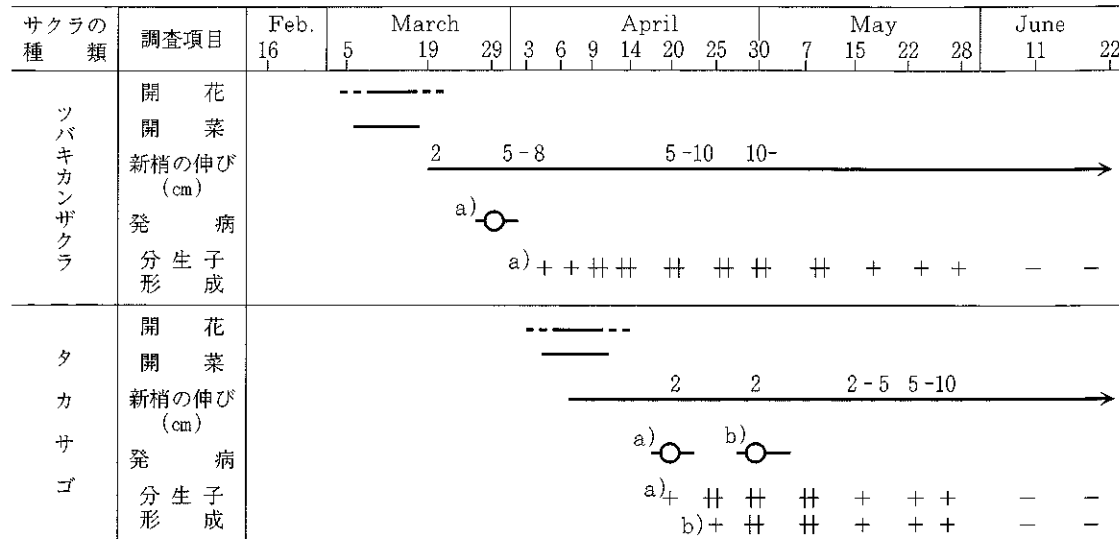 サクラの種類 調査項目 Feb. March April May June
16 5 19 29 3 6 9 14 20 25 30 7 15 22 28 11 22
ツバキカンザクラ
開花
開菜
新梢の伸び(cm) 2 5-8 5-10 10-
発病 a)
分生子形成 a) + + ++ ++ ++ ++ ++ ++ + + + − −
タカサゴ
開花
開菜
新梢の伸び(cm) 2 2 2-5 5-10
発病 a) b)
分生子形成 a) + ++ ++ ++ + + + − −
b) + ++ ++ + + + − −